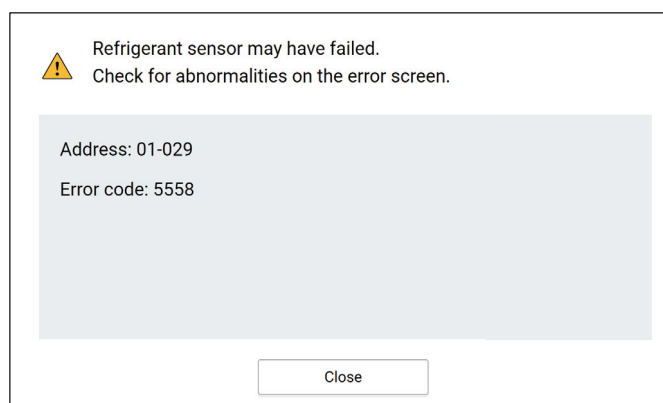 Refrigerant sensor may have failed.
Check for abnormalities on the error screen.
Address: 01-029
Error code: 5558
Close